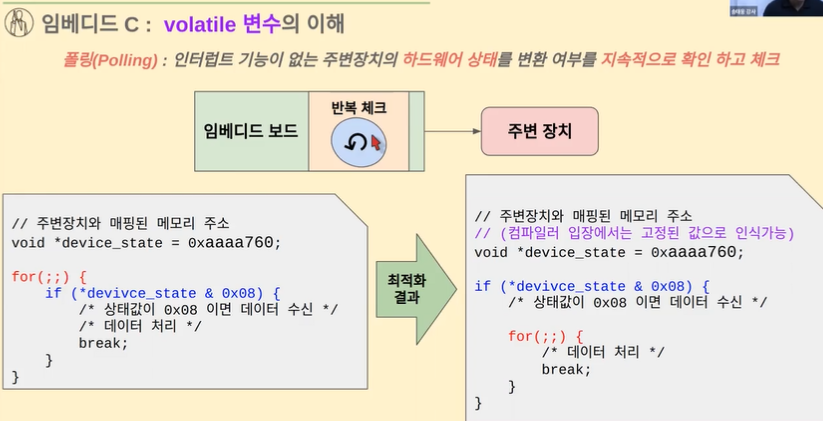 임베디드 C : volatile 변수의 이해
폴링(Polling) : 인터럽트 기능이 없는 주변장치의 하드웨어 상태를 변환 여부를 지속적으로 확인 하고 체크
임베디드 보드
반복 체크
주변 장치
// 주변장치와 매핑된 메모리 주소
void *device_state = 0xaaaa760;
for(;;) {
if (*devivce_state & 0x08) {
/* 상태값이 0x08 이면 데이터 수신 */
/* 데이터 처리 */
break;
}
}
최적화
결과
// 주변장치와 매핑된 메모리 주소
// (컴파일러 입장에서는 고정된 값으로 인식가능)
void *device_state = 0xaaaa760;
if (*devivce_state & 0x08) {
/* 상태값이 0x08 이면 데이터 수신 */
for(;;) {
/* 데이터 처리 */
break;
}
}